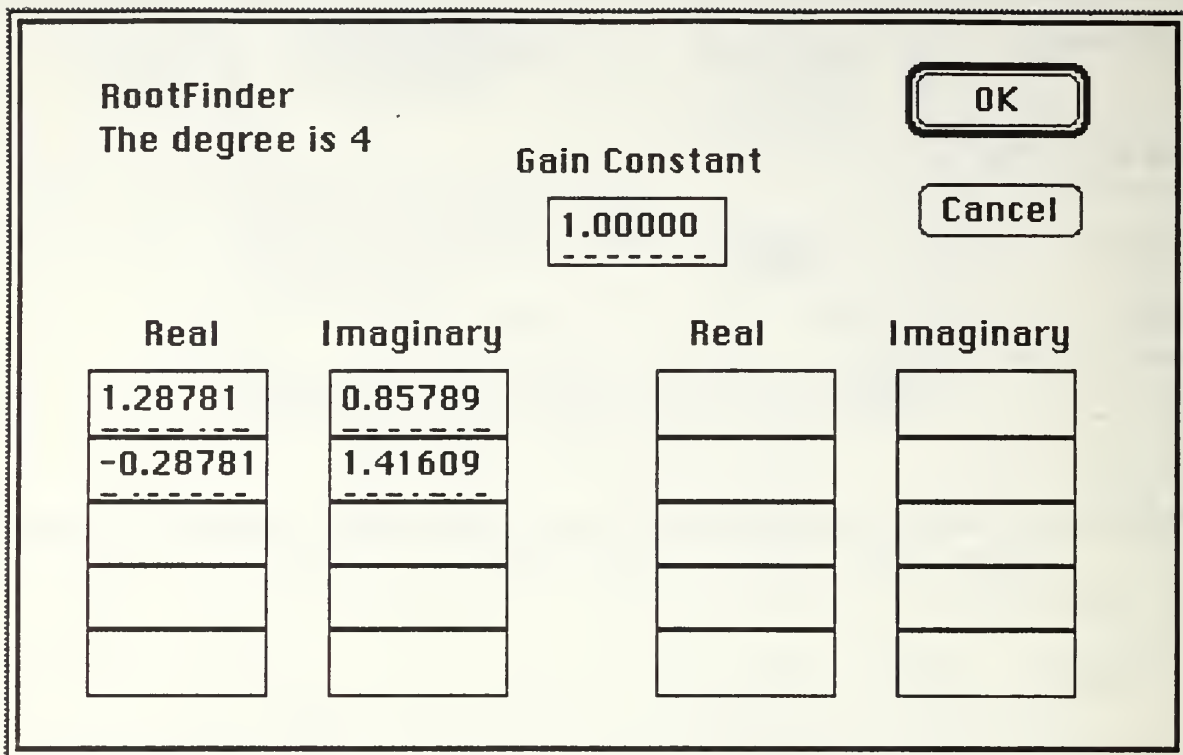 RootFinder
The degree is 4
OK
Gain Constant
Cancel
1.00000
Real Imaginary Real Imaginary
1.28781 0.85789
-0.28781 1.41609